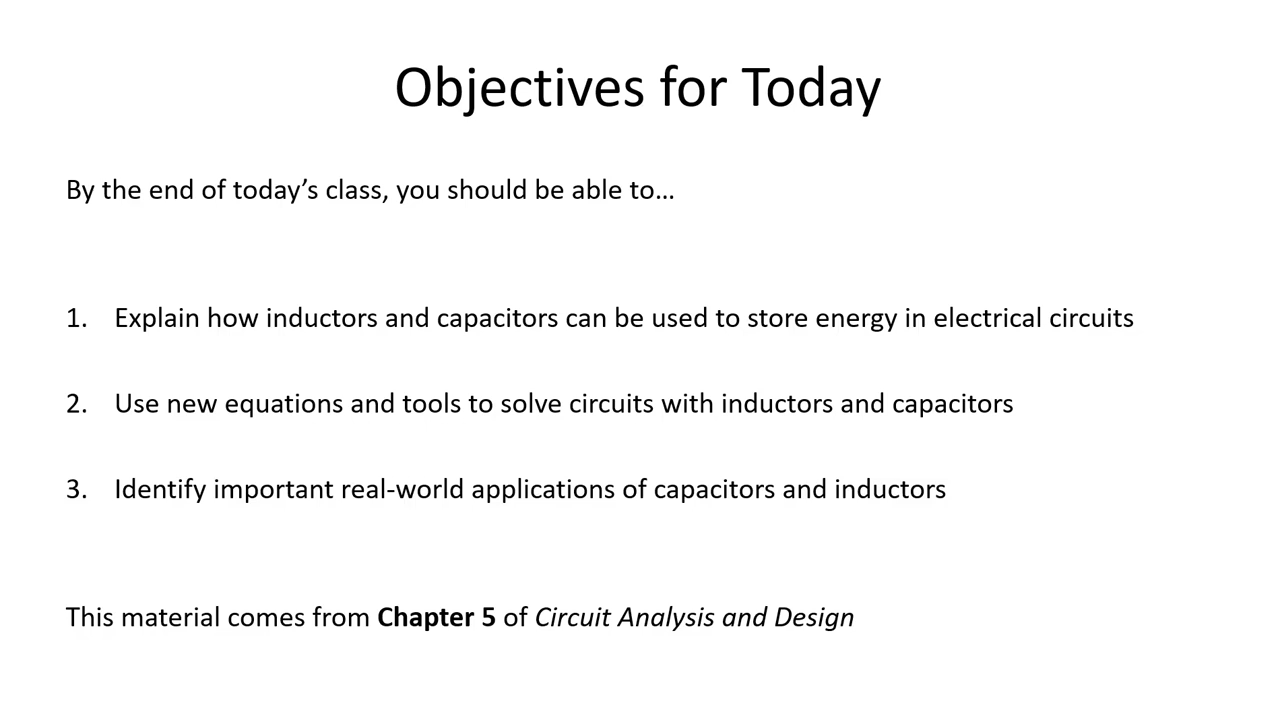 Objectives for Today
By the end of today’s class, you should be able to…
1. Explain how inductors and capacitors can be used to store energy in electrical circuits
2. Use new equations and tools to solve circuits with inductors and capacitors
3. Identify important real-world applications of capacitors and inductors
This material comes from Chapter 5 of Circuit Analysis and Design